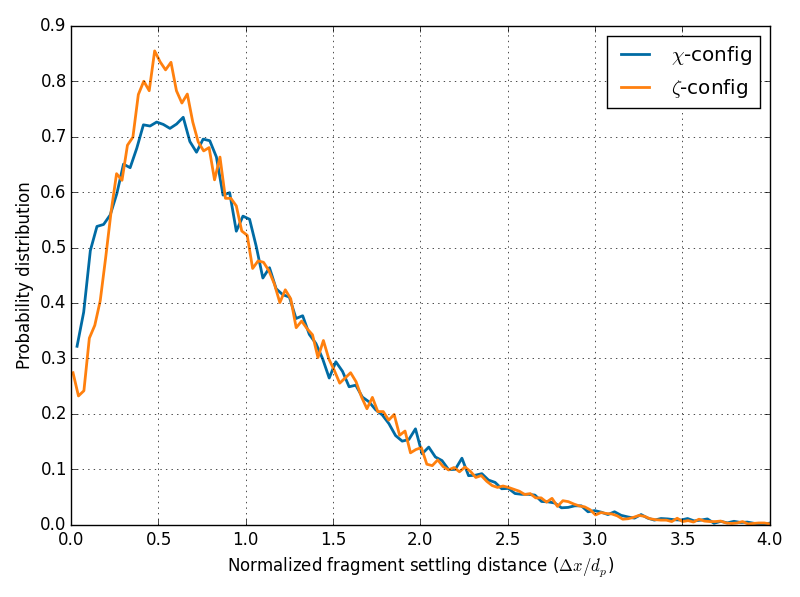 0.9
0.8
0.7
0.6
0.5
0.4
0.3
0.2
0.1
0.0
Probability distribution
χ-config
ζ-config
0.0 0.5 1.0 1.5 2.0 2.5 3.0 3.5 4.0
Normalized fragment settling distance (Δx/d_p)